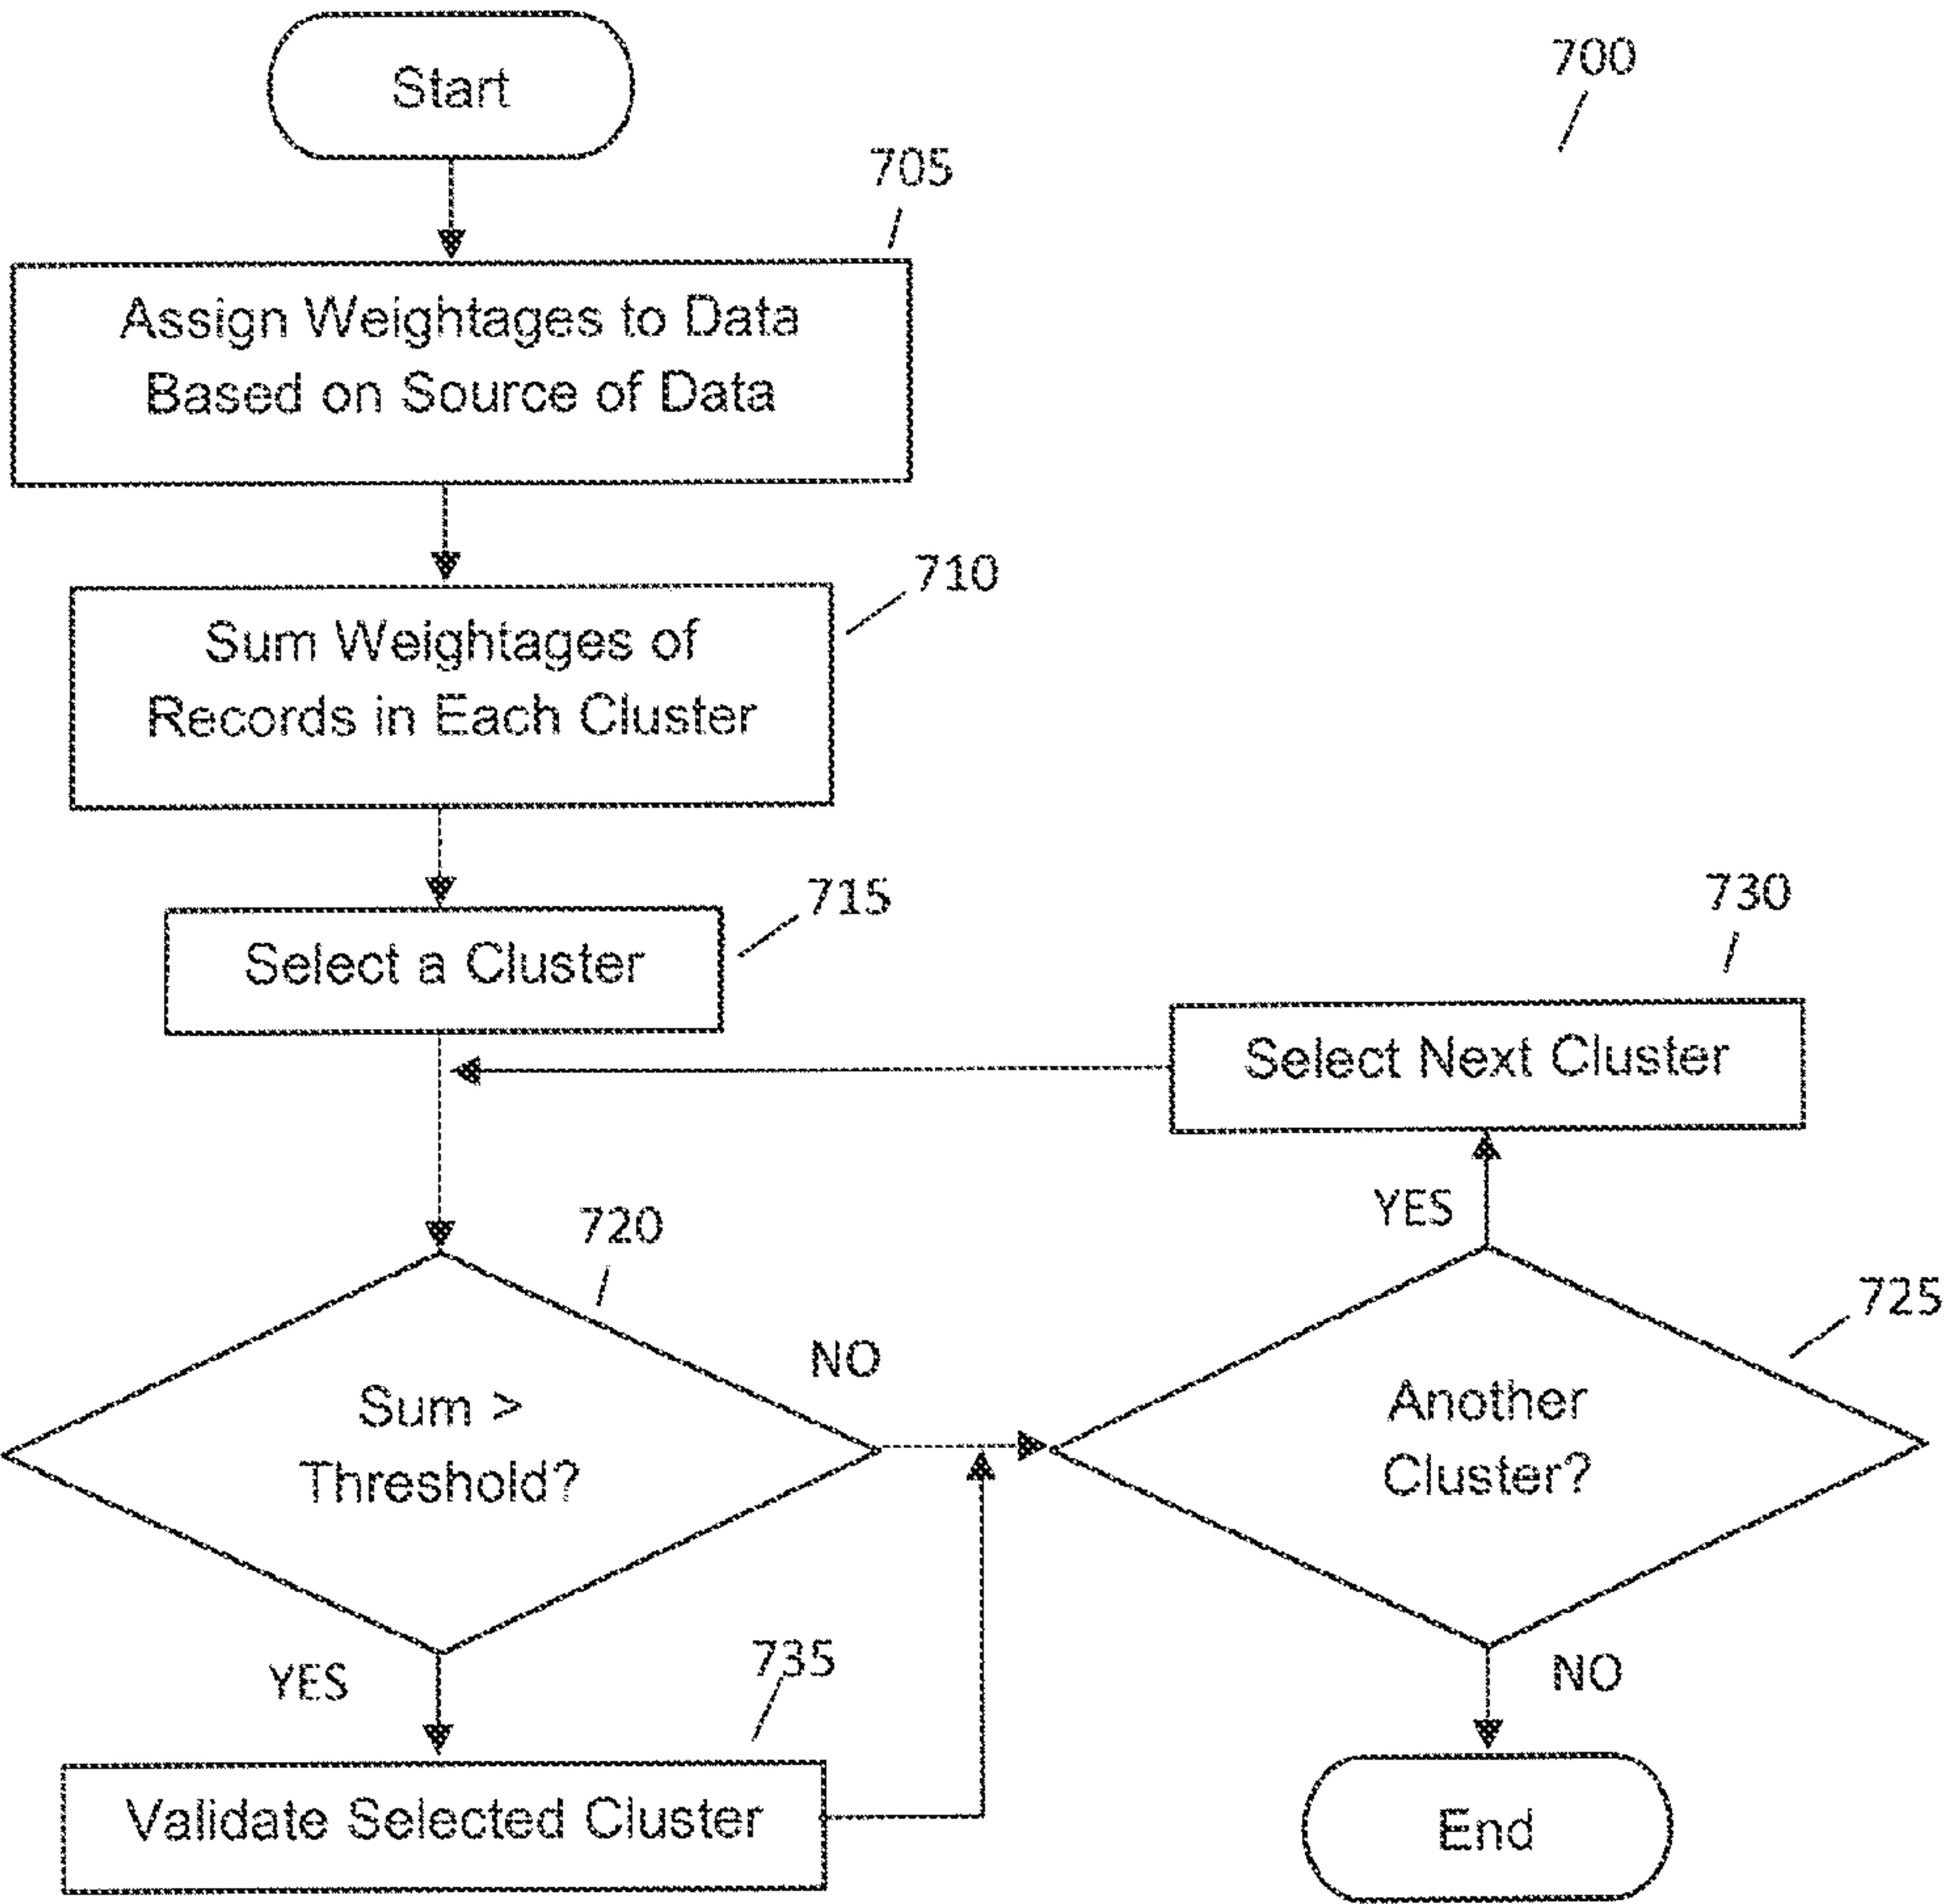 Start
700
705
Assign Weightages to Data
Based on Source of Data
710
Sum Weightages of
Records in Each Cluster
715
Select a Cluster
730
Select Next Cluster
YES
720
725
NO
Sum >
Threshold?
Another
Cluster?
YES
735
NO
Validate Selected Cluster
End